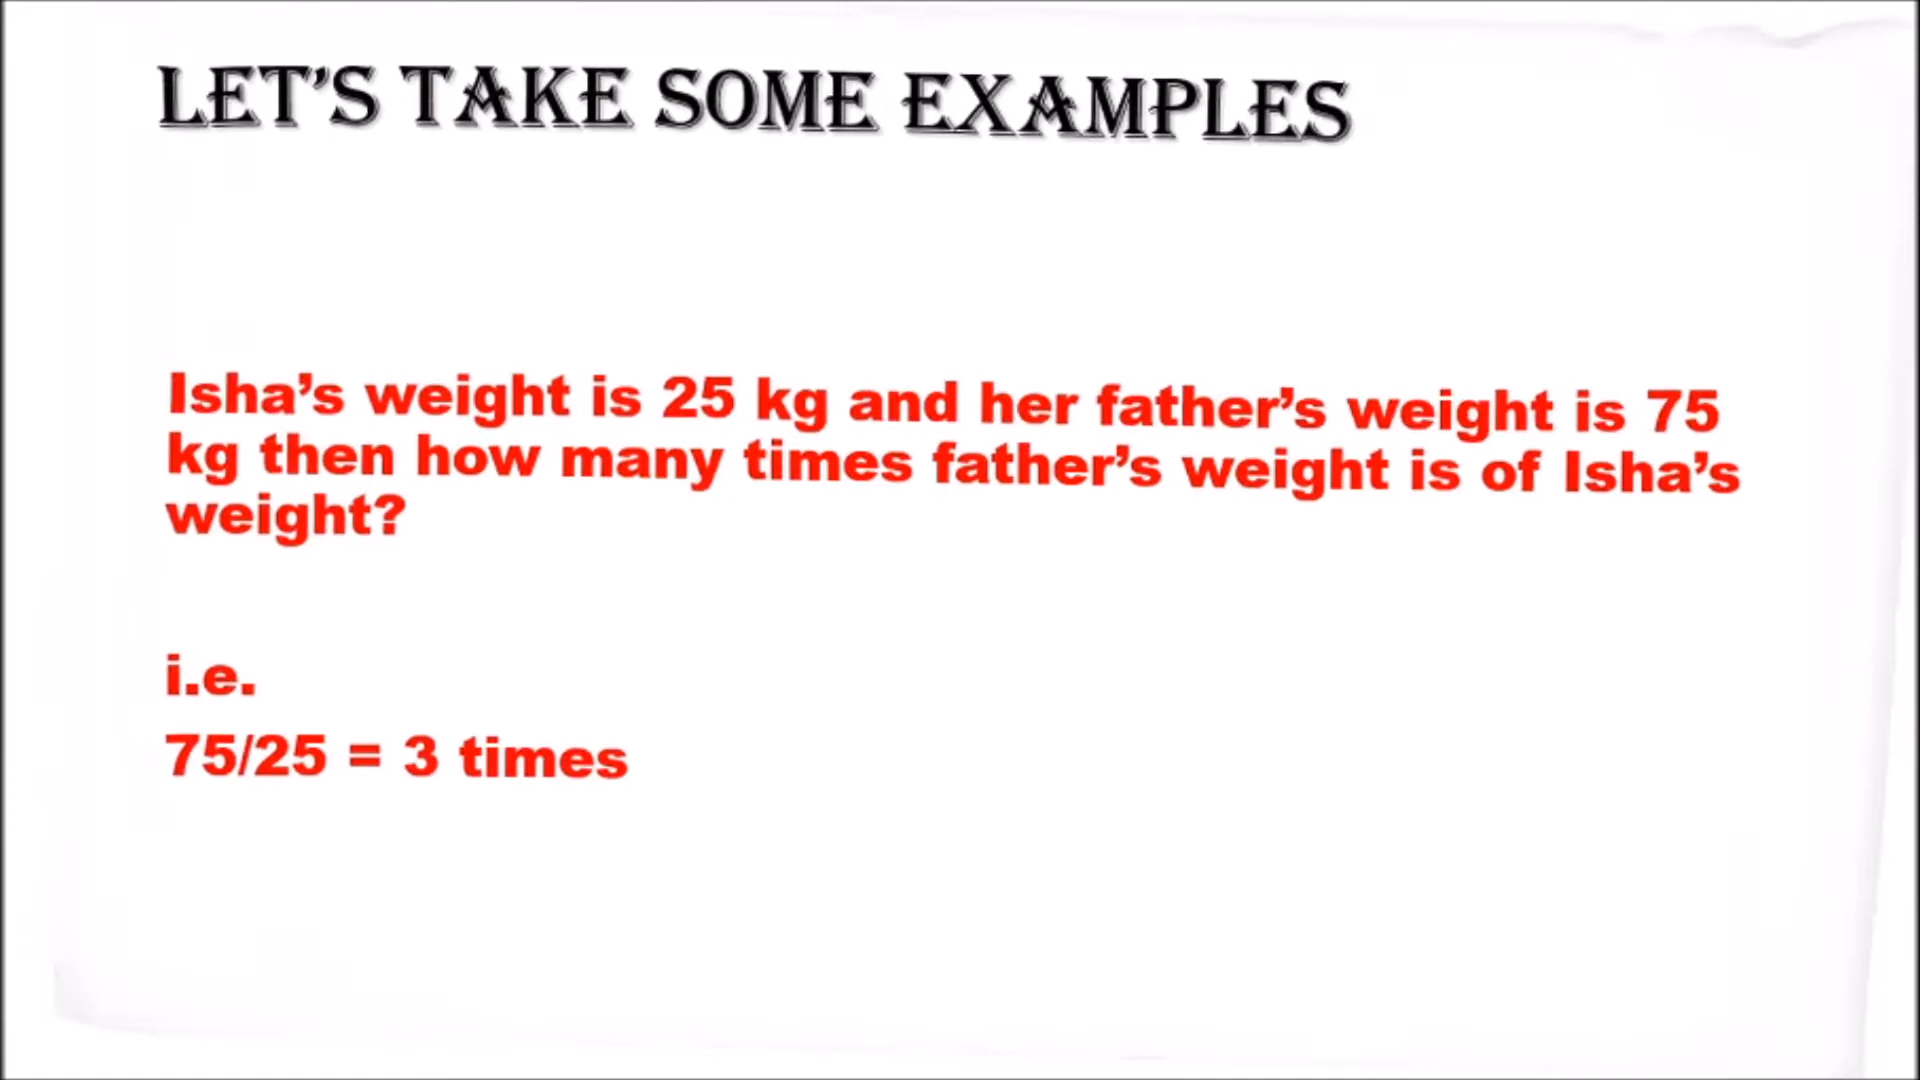 LET’S TAKE SOME EXAMPLES
Isha’s weight is 25 kg and her father’s weight is 75
kg then how many times father’s weight is of Isha’s
weight?
i.e.
75/25 = 3 times